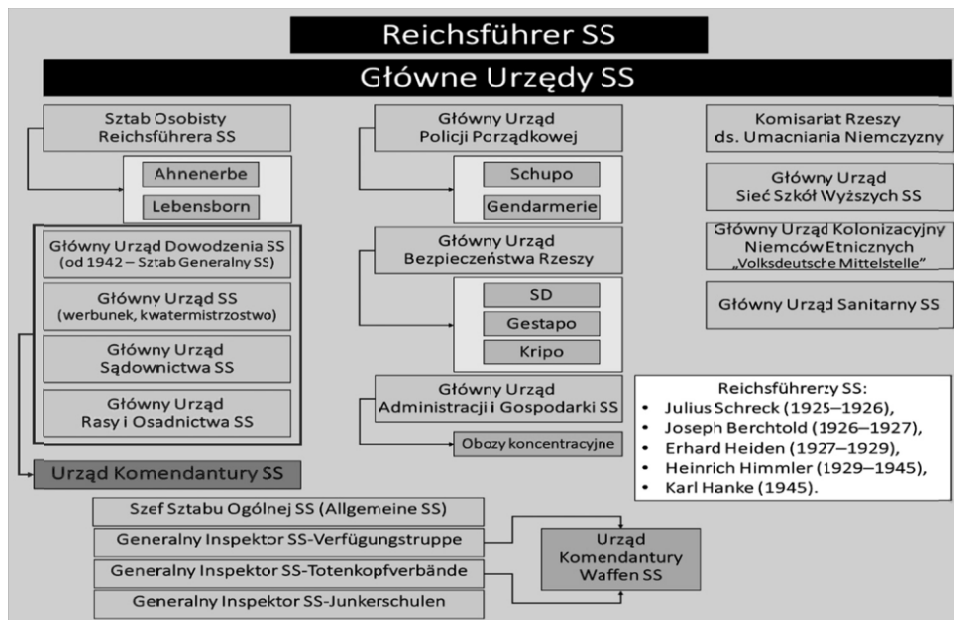 Reichsführer SS
Główne Urzędy SS
Sztab Osobisty
Reichsführera SS
Ahnenerbe
Lebensborn
Główny Urząd Dowodzenia SS
(od 1942 – Sztab Generalny SS)
Główny Urząd SS
(werbunek, kwatermistrzostwo)
Główny Urząd
Sądownictwa SS
Główny Urząd
Rasy i Osadnictwa SS
Urząd Komendantury SS
Główny Urząd
Policji Porządkowej
Schupo
Gendarmerie
Główny Urząd
Bezpieczeństwa Rzeszy
SD
Gestapo
Kripo
Główny Urząd
Administracji i Gospodarki SS
Obozy koncentracyjne
Komisariat Rzeszy
ds. Umacniania Niemczyzny
Główny Urząd
Sieć Szkół Wyższych SS
Główny Urząd Kolonizacyjny
Niemców Etnicznych
„Volksdeutsche Mittelstelle”
Główny Urząd Sanitarny SS
Reichsführerzy SS:
• Julius Schreck (1925–1926),
• Joseph Berchtold (1926–1927),
• Erhard Heiden (1927–1929),
• Heinrich Himmler (1929–1945),
• Karl Hanke (1945).
Szef Sztabu Ogólnej SS (Allgemeine SS)
Generalny Inspektor SS-Verfügungstruppe
Generalny Inspektor SS-Totenkopfverbände
Generalny Inspektor SS-Junkerschulen
Urząd
Komendantury
Waffen SS